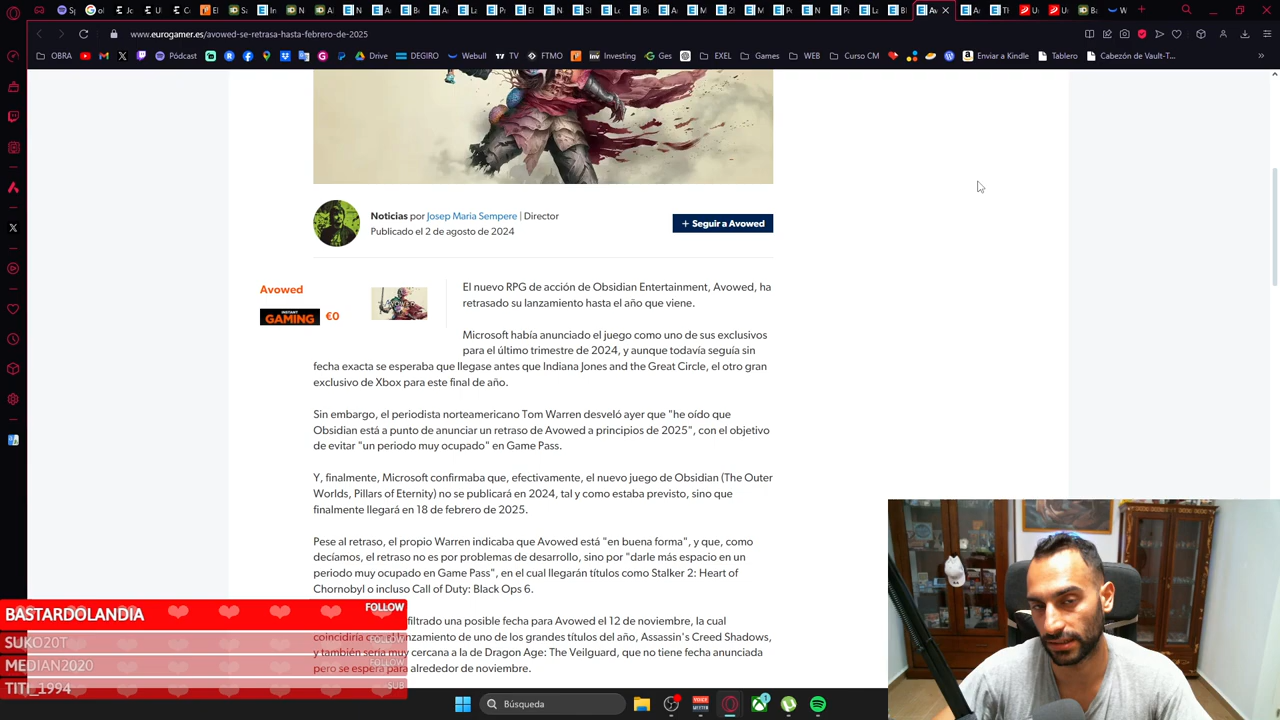 www.eurogamer.es/avowed-se-retrasa-hasta-febrero-de-2025
OBRA
Pódcast
Drive
DEGIRO
Webull
TV
FTMO
Investing
Ges
EXEL
Games
WEB
Curso CM
Enviar a Kindle
Tablero
Cabezón de Vault-T...
Noticias por Josep Maria Sempere | Director
Publicado el 2 de agosto de 2024
+ Seguir a Avowed
Avowed
INSTANT GAMING €0
El nuevo RPG de acción de Obsidian Entertainment, Avowed, ha
retrasado su lanzamiento hasta el año que viene.
Microsoft había anunciado el juego como uno de sus exclusivos
para el último trimestre de 2024, y aunque todavía seguía sin
fecha exacta se esperaba que llegase antes que Indiana Jones and the Great Circle, el otro gran
exclusivo de Xbox para este final de año.
Sin embargo, el periodista norteamericano Tom Warren desveló ayer que "he oído que
Obsidian está a punto de anunciar un retraso de Avowed a principios de 2025", con el objetivo
de evitar "un periodo muy ocupado" en Game Pass.
Y, finalmente, Microsoft confirmaba que, efectivamente, el nuevo juego de Obsidian (The Outer
Worlds, Pillars of Eternity) no se publicará en 2024, tal y como estaba previsto, sino que
finalmente llegará en 18 de febrero de 2025.
Pese al retraso, el propio Warren indicaba que Avowed está "en buena forma", y que, como
decíamos, el retraso no es por problemas de desarrollo, sino por "darle más espacio en un
periodo muy ocupado en Game Pass", en el cual llegarán títulos como Stalker 2: Heart of
Chornobyl o incluso Call of Duty: Black Ops 6.
filtrado una posible fecha para Avowed el 12 de noviembre, la cual
coincidiría con el lanzamiento de uno de los grandes títulos del año, Assassin's Creed Shadows,
y también sería muy cercana a la de Dragon Age: The Veilguard, que no tiene fecha anunciada
pero se espera para alrededor de noviembre.
BASTARDOLANDIA FOLLOW
SUKO20T FOLLOW
MEDIAN2020 FOLLOW
TITI_1994 SUB
Búsqueda